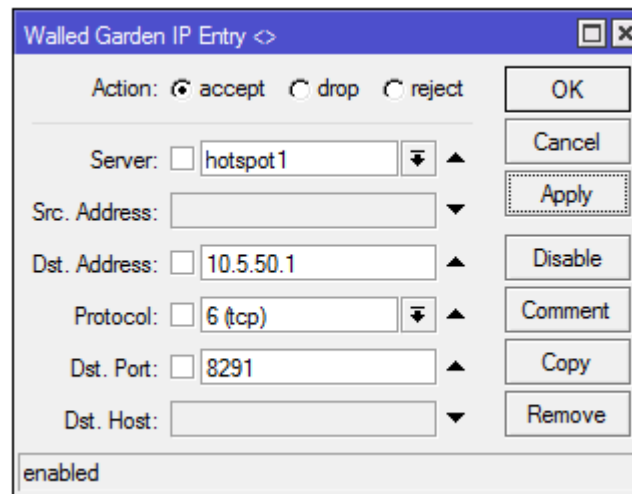 Walled Garden IP Entry <>
Action: accept drop reject
OK
Cancel
Server: hotspot1
Apply
Src. Address:
Dst. Address: 10.5.50.1
Disable
Protocol: 6 (tcp)
Comment
Dst. Port: 8291
Copy
Dst. Host:
Remove
enabled